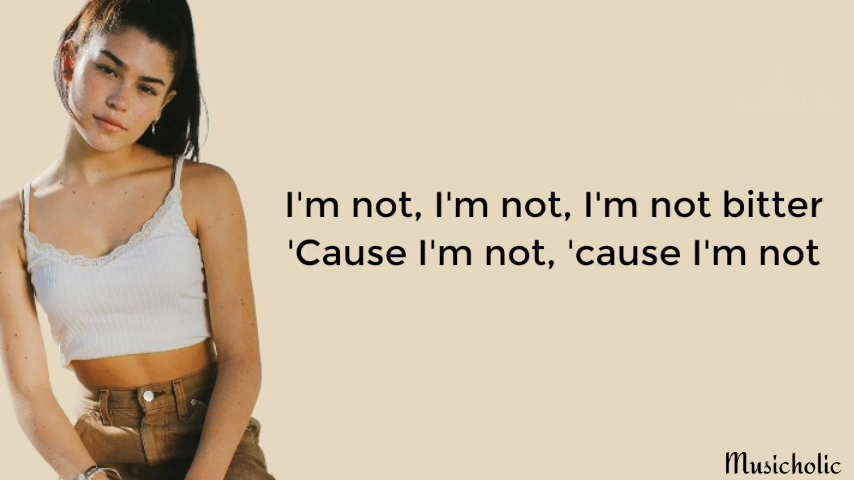 I'm not, I'm not, I'm not bitter
'Cause I'm not, 'cause I'm not
Musicholic